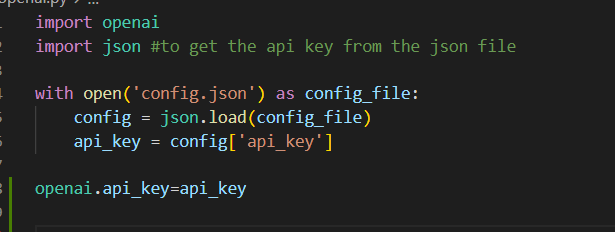 openai.py > ...
import openai
import json #to get the api key from the json file
with open('config.json') as config_file:
    config = json.load(config_file)
    api_key = config['api_key']
openai.api_key=api_key